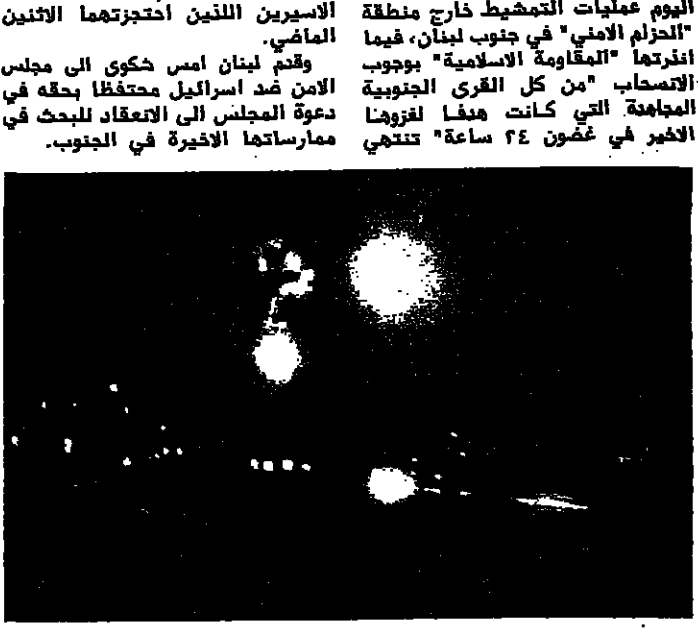 اليوم عمليات التمشيط خارج منطقة
"الحزام الامني" في جنوب لبنان، فيما
انذرتها "المقاومة الاسلامية" بوجوب
الانسحاب "من كل القرى الجنوبية
المجاهدة التي كانت هدفا لغزوهنا
الاخير في غضون ٢٤ ساعة" تنتهي
الاسيرين اللذين احتجزتهما الاثنين
الماضي.
وقدم لبنان امس شكوى الى مجلس
الامن ضد اسرائيل محتفظا بحقه في
دعوة المجلس الى الانعقاد للبحث في
ممارساتها الاخيرة في الجنوب.